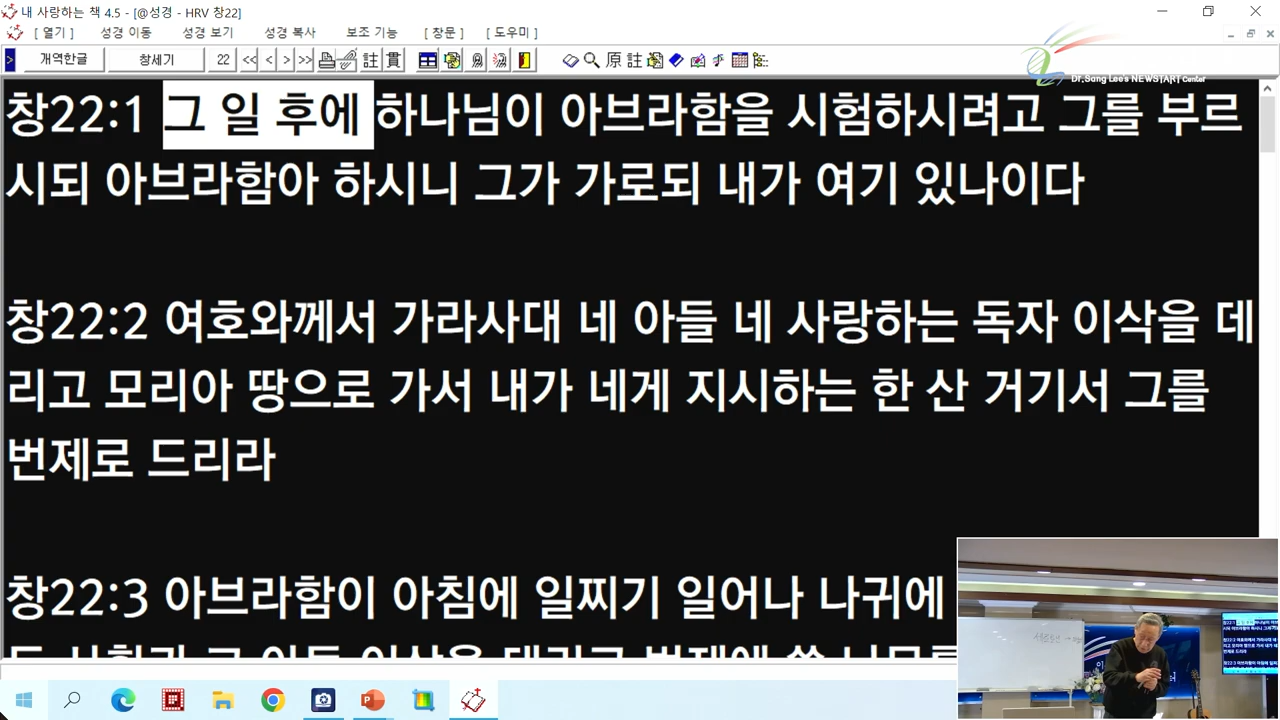 내 사랑하는 책 4.5 - [@성경 - HRV 창22]
[ 열기 ] 성경 이동 성경 보기 성경 복사 보조 기능 [ 창문 ] [ 도우미 ]
개역한글 창세기 22 << < > >> 註 貫 原 註
Dr.Sang Lee's NEWSTART Center
창22:1 그 일 후에 하나님이 아브라함을 시험하시려고 그를 부르
시되 아브라함아 하시니 그가 가로되 내가 여기 있나이다
창22:2 여호와께서 가라사대 네 아들 네 사랑하는 독자 이삭을 데
리고 모리아 땅으로 가서 내가 네게 지시하는 한 산 거기서 그를
번제로 드리라
창22:3 아브라함이 아침에 일찌기 일어나 나귀에